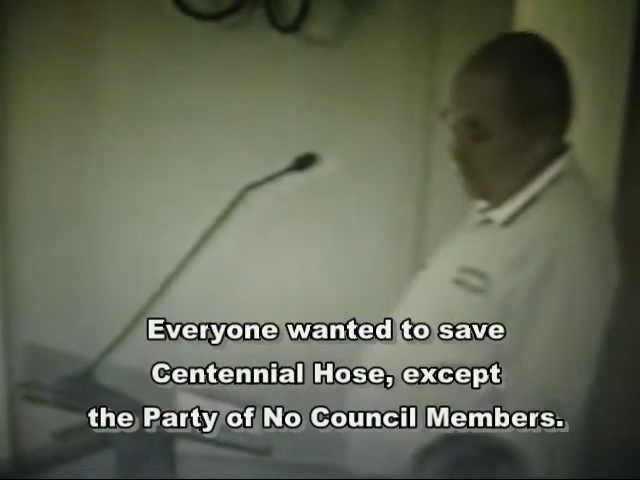 Everyone wanted to save
Centennial Hose, except
the Party of No Council Members.